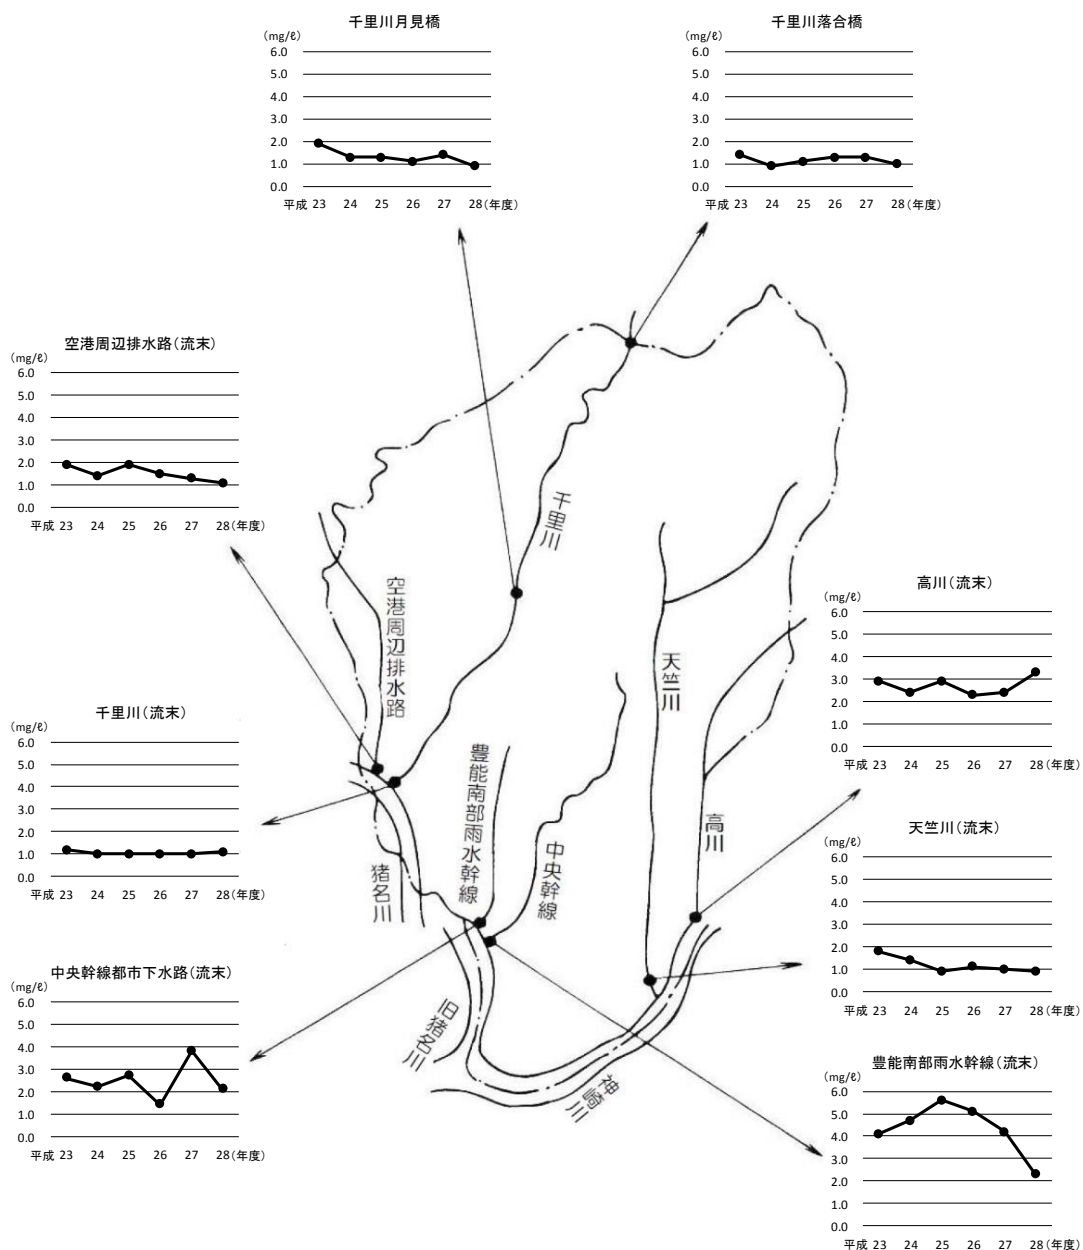 千里川月見橋
(mg/ℓ)
6.0
5.0
4.0
3.0
2.0
1.0
0.0
平成 23 24 25 26 27 28(年度)
千里川落合橋
(mg/ℓ)
6.0
5.0
4.0
3.0
2.0
1.0
0.0
平成 23 24 25 26 27 28(年度)
空港周辺排水路(流末)
(mg/ℓ)
6.0
5.0
4.0
3.0
2.0
1.0
0.0
平成 23 24 25 26 27 28(年度)
千里川(流末)
(mg/ℓ)
6.0
5.0
4.0
3.0
2.0
1.0
0.0
平成 23 24 25 26 27 28(年度)
中央幹線都市下水路(流末)
(mg/ℓ)
6.0
5.0
4.0
3.0
2.0
1.0
0.0
平成 23 24 25 26 27 28(年度)
千里川
空港周辺排水路
天竺川
豊能南部雨水幹線
高川
中央幹線
猪名川
旧猪名川
神崎川
高川(流末)
(mg/ℓ)
6.0
5.0
4.0
3.0
2.0
1.0
0.0
平成 23 24 25 26 27 28(年度)
天竺川(流末)
(mg/ℓ)
6.0
5.0
4.0
3.0
2.0
1.0
0.0
平成 23 24 25 26 27 28(年度)
豊能南部雨水幹線(流末)
(mg/ℓ)
6.0
5.0
4.0
3.0
2.0
1.0
0.0
平成 23 24 25 26 27 28(年度)